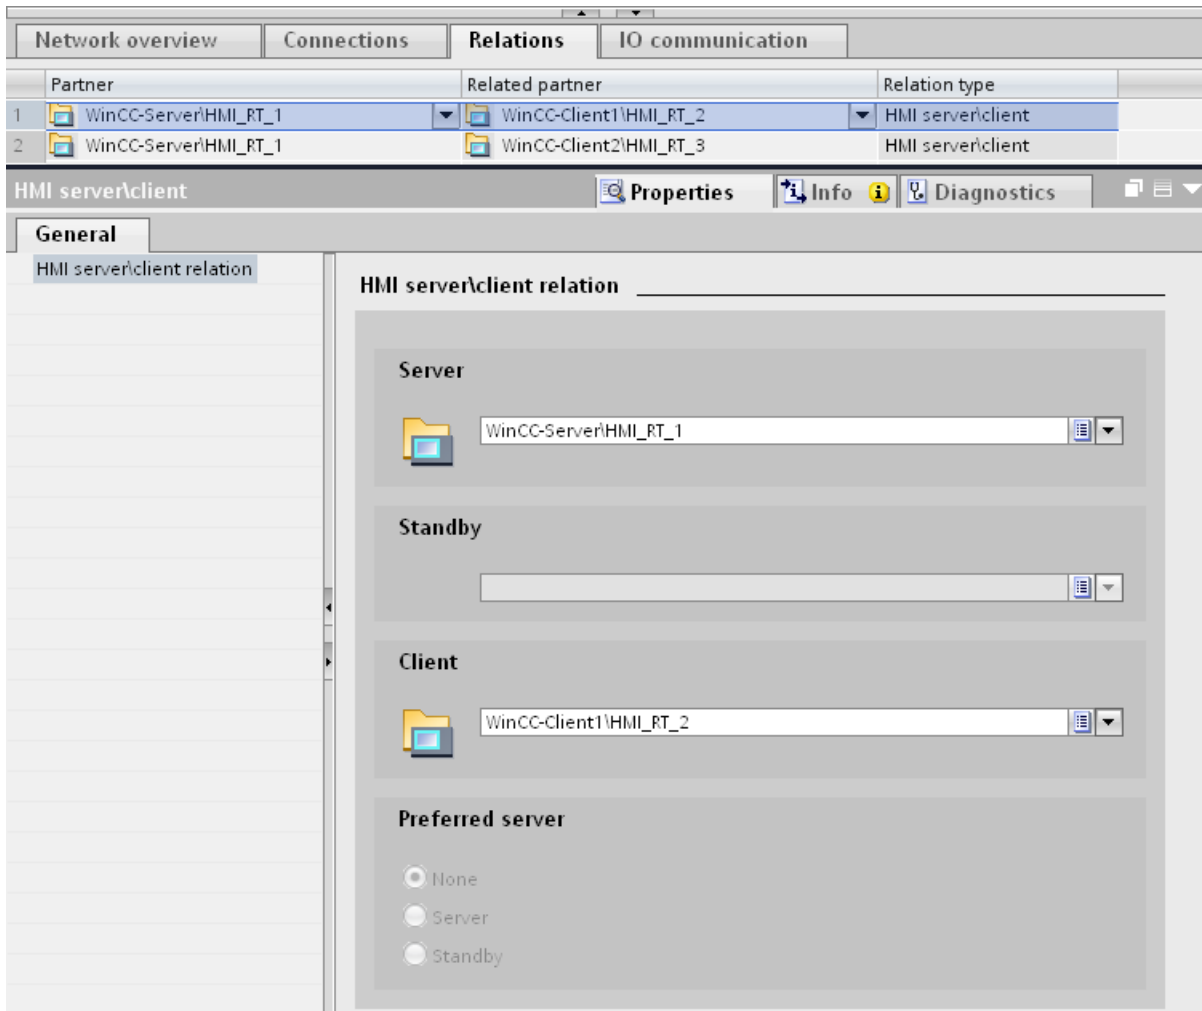 Network overview Connections Relations IO communication
Partner Related partner Relation type
1 WinCC-Server\HMI_RT_1 WinCC-Client1\HMI_RT_2 HMI server\client
2 WinCC-Server\HMI_RT_1 WinCC-Client2\HMI_RT_3 HMI server\client
HMI server\client Properties Info Diagnostics
General
HMI server\client relation
HMI server\client relation
Server
WinCC-Server\HMI_RT_1
Standby
Client
WinCC-Client1\HMI_RT_2
Preferred server
None
Server
Standby